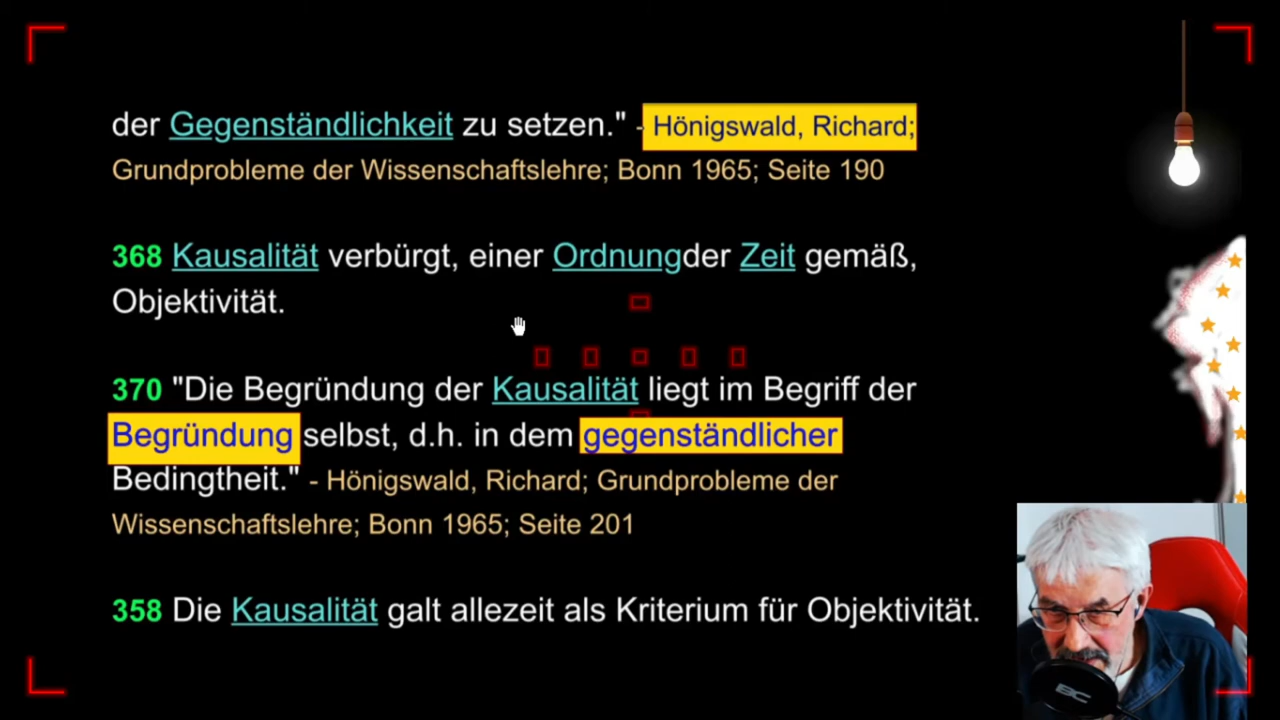 der Gegenständlichkeit zu setzen." - Hönigswald, Richard;
Grundprobleme der Wissenschaftslehre; Bonn 1965; Seite 190
368 Kausalität verbürgt, einer Ordnungder Zeit gemäß,
Objektivität.
370 "Die Begründung der Kausalität liegt im Begriff der
Begründung selbst, d.h. in dem gegenständlicher
Bedingtheit." - Hönigswald, Richard; Grundprobleme der
Wissenschaftslehre; Bonn 1965; Seite 201
358 Die Kausalität galt allezeit als Kriterium für Objektivität.